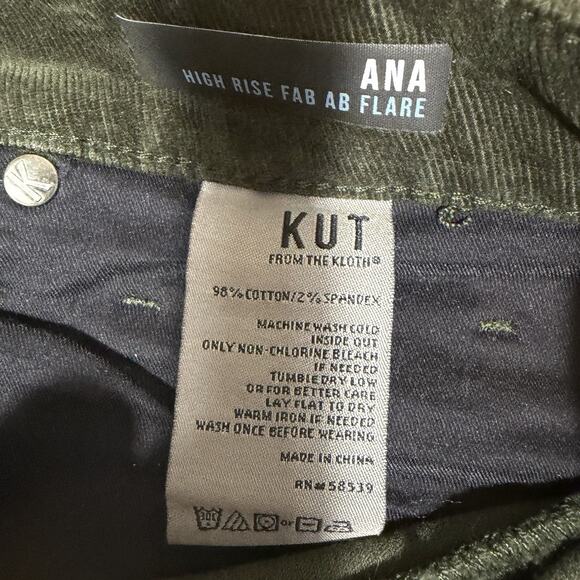 ANA
HIGH RISE FAB AB FLARE
K
KUT
FROM THE KLOTH®
98% COTTON/2% SPANDEX
MACHINE WASH COLD
INSIDE OUT
ONLY NON-CHLORINE BLEACH
IF NEEDED
TUMBLE DRY LOW
OR FOR BETTER CARE
LAY FLAT TO DRY
WARM IRON IF NEEDED
WASH ONCE BEFORE WEARING
MADE IN CHINA
RN# 58539
30C
or